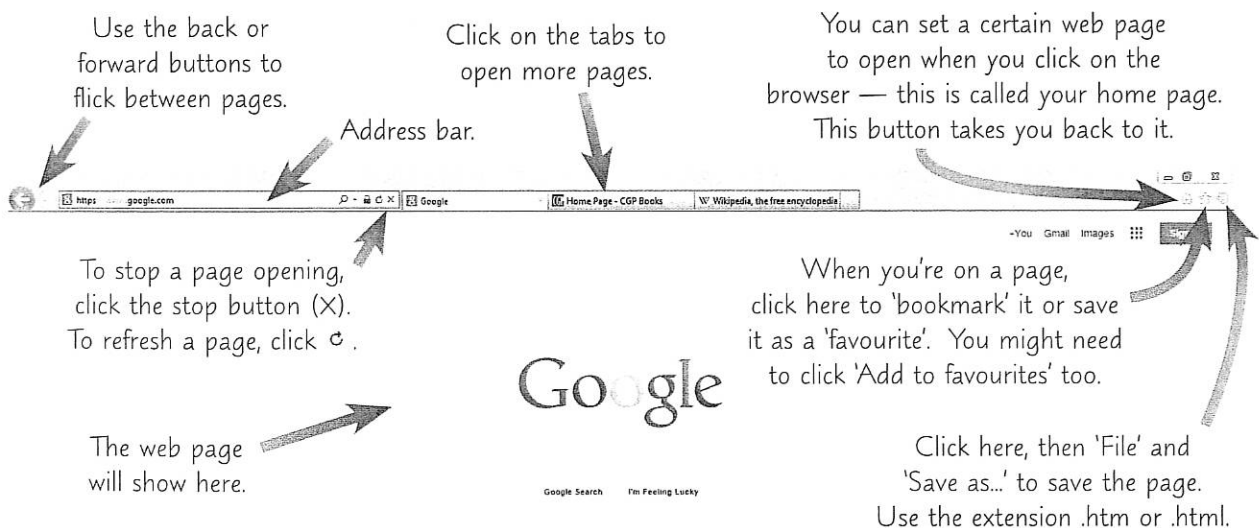 Use the back or
forward buttons to
flick between pages.
Click on the tabs to
open more pages.
You can set a certain web page
to open when you click on the
browser — this is called your home page.
This button takes you back to it.
Address bar.
https google.com
Google
Home Page - CGP Books
Wikipedia, the free encyclopedia
+You Gmail Images
To stop a page opening,
click the stop button (X).
To refresh a page, click ↻ .
When you're on a page,
click here to 'bookmark' it or save
it as a 'favourite'. You might need
to click 'Add to favourites' too.
Google
The web page
will show here.
Google Search I'm Feeling Lucky
Click here, then 'File' and
'Save as...' to save the page.
Use the extension .htm or .html.